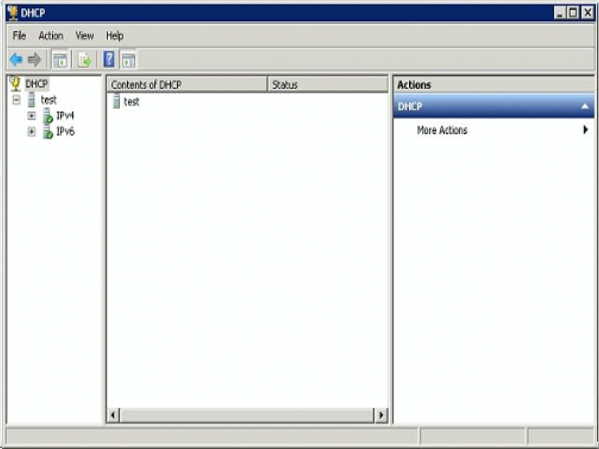 DHCP
File Action View Help
DHCP
test
IPv4
IPv6
Contents of DHCP Status
test
Actions
DHCP
More Actions